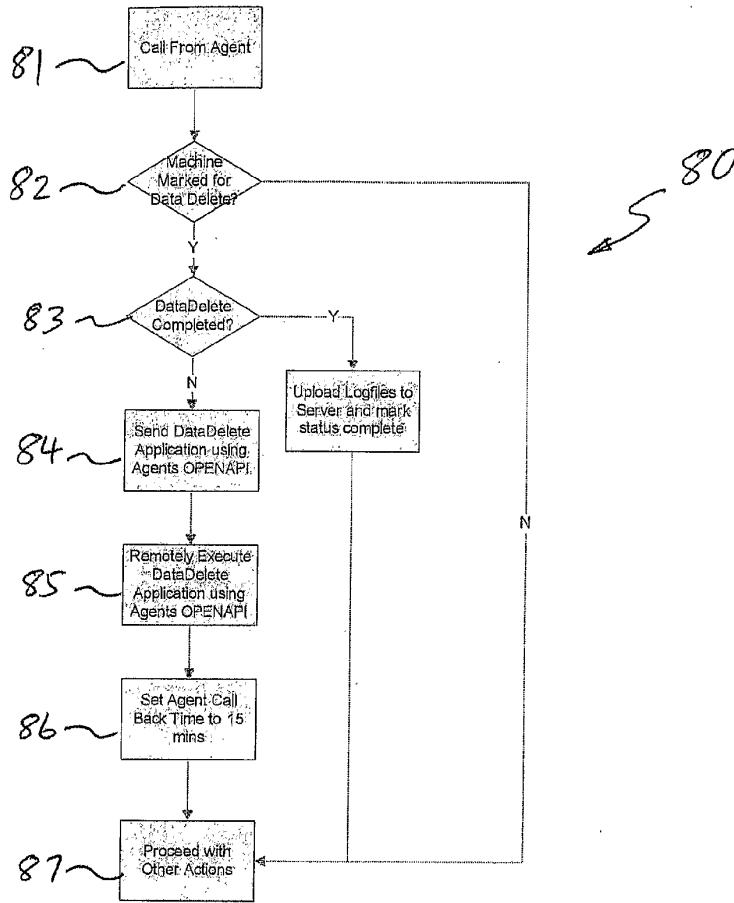 81
Call From Agent
80
82
Machine
Marked for
Data Delete?
Y
83
DataDelete
Completed?
Y
N
Upload Logfiles to
Server and mark
status complete
84
Send DataDelete
Application using
Agents OPENAPI.
N
85
Remotely Execute
DataDelete
Application using
Agents OPENAPI
86
Set Agent Call
Back Time to 15
mins
87
Proceed with
Other Actions